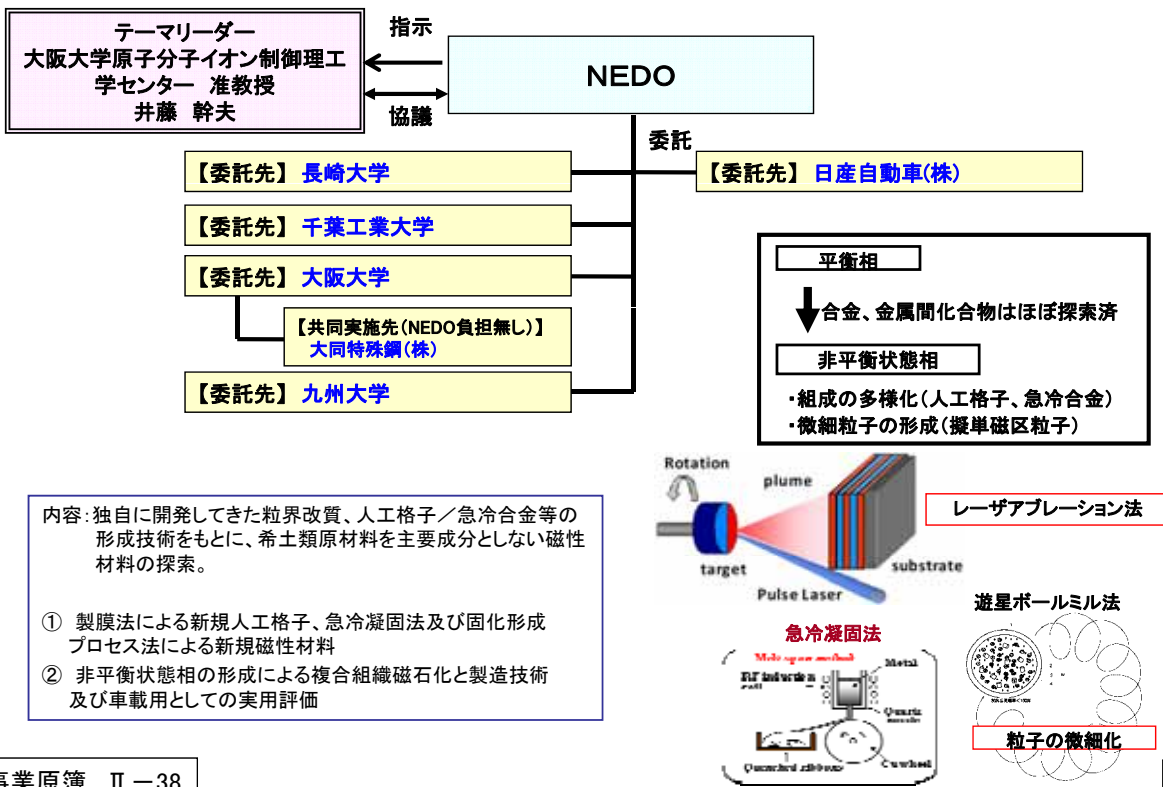 テーマリーダー
大阪大学原子分子イオン制御理工
学センター 准教授
井藤 幹夫
指示
協議
NEDO
委託
【委託先】 長崎大学
【委託先】 日産自動車(株)
【委託先】 千葉工業大学
【委託先】 大阪大学
【共同実施先(NEDO負担無し)】
大同特殊鋼(株)
【委託先】 九州大学
平衡相
合金、金属間化合物はほぼ探索済
非平衡状態相
・組成の多様化(人工格子、急冷合金)
・微細粒子の形成(擬単磁区粒子)
内容:独自に開発してきた粒界改質、人工格子/急冷合金等の
形成技術をもとに、希土類原材料を主要成分としない磁性
材料の探索。
① 製膜法による新規人工格子、急冷凝固法及び固化形成
プロセス法による新規磁性材料
② 非平衡状態相の形成による複合組織磁石化と製造技術
及び車載用としての実用評価
Rotation
plume
target
substrate
Pulse Laser
レーザアブレーション法
急冷凝固法
Melt spun method
Metal
RF induction
coil
Quartz
nozzle
Quenched ribbons
Cu wheel
遊星ボールミル法
粒子の微細化
事業原簿 Ⅱ-38